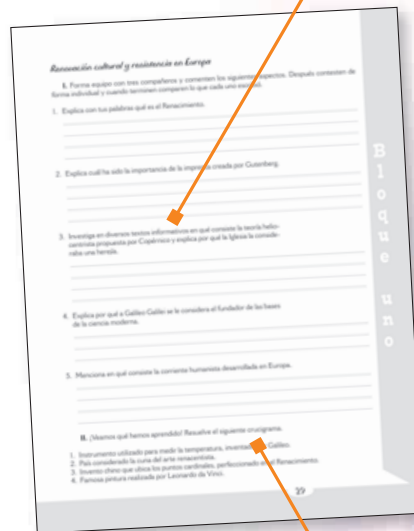 Renovación cultural y resistencia en Europa
I. Forma equipo con tres compañeros y comenten los siguientes aspectos. Después contesten de
forma individual y cuando terminen comparen lo que cada uno escribió.
1. Explica con tus palabras qué es el Renacimiento.
2. Explica cuál ha sido la importancia de la imprenta creada por Gutenberg.
3. Investiga en diversos textos informativos en qué consiste la teoría helio-
centrista propuesta por Copérnico y explica por qué la Iglesia la conside-
raba una herejía.
4. Explica por qué a Galileo Galilei se le considera el fundador de las bases
de la ciencia moderna.
5. Menciona en qué consiste la corriente humanista desarrollada en Europa.
II. ¡Veamos qué hemos aprendido! Resuelve el siguiente crucigrama.
1. Instrumento utilizado para medir la temperatura, inventado Galileo.
2. País considerado la cuna del arte renacentista.
3. Invento chino que ubica los puntos cardinales, perfeccionado en el Renacimiento.
4. Famosa pintura realizada por Leonardo da Vinci.
29
Bloque uno